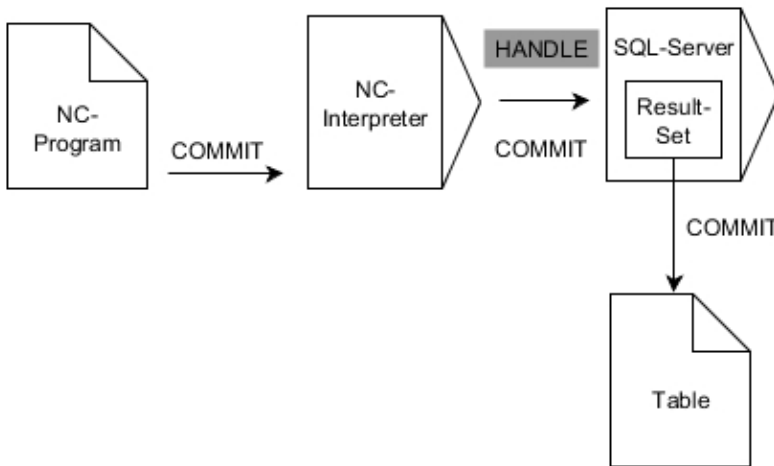 NC-
Program
COMMIT
NC-
Interpreter
HANDLE
COMMIT
SQL-Server
Result-
Set
COMMIT
Table